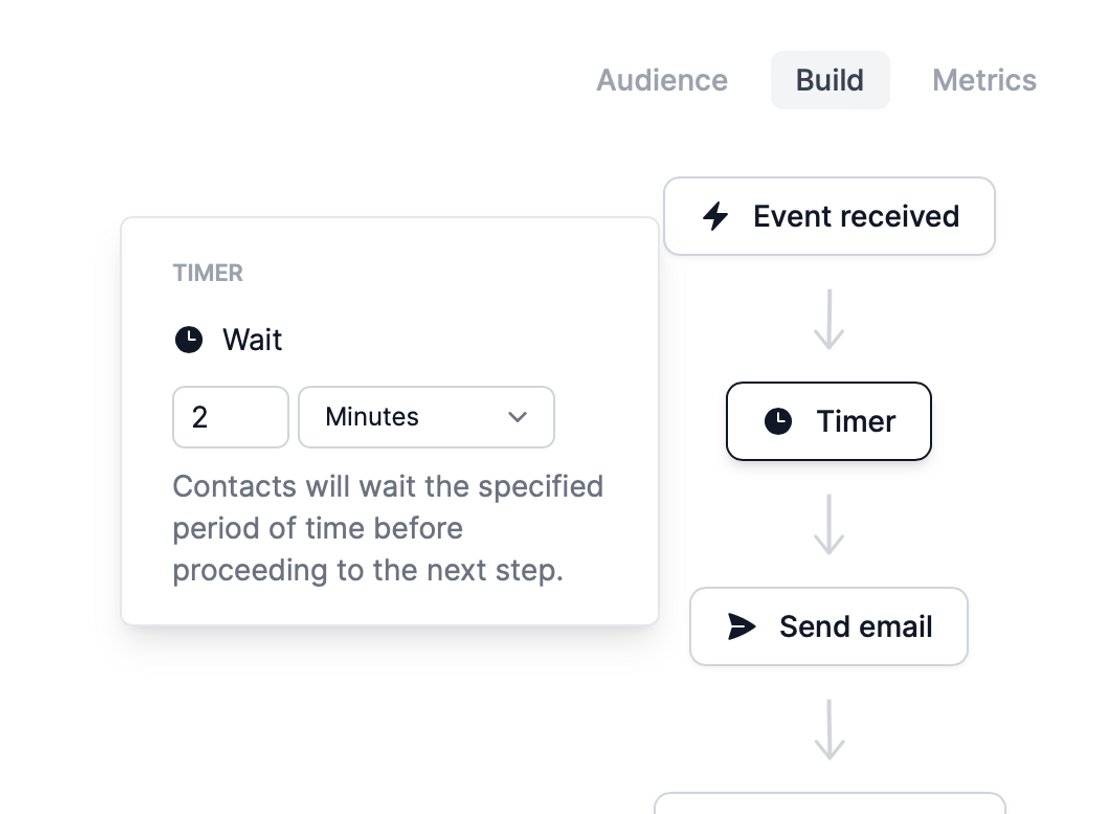 Audience Build Metrics
Event received
TIMER
Wait
2 Minutes
Contacts will wait the specified
period of time before
proceeding to the next step.
Timer
Send email